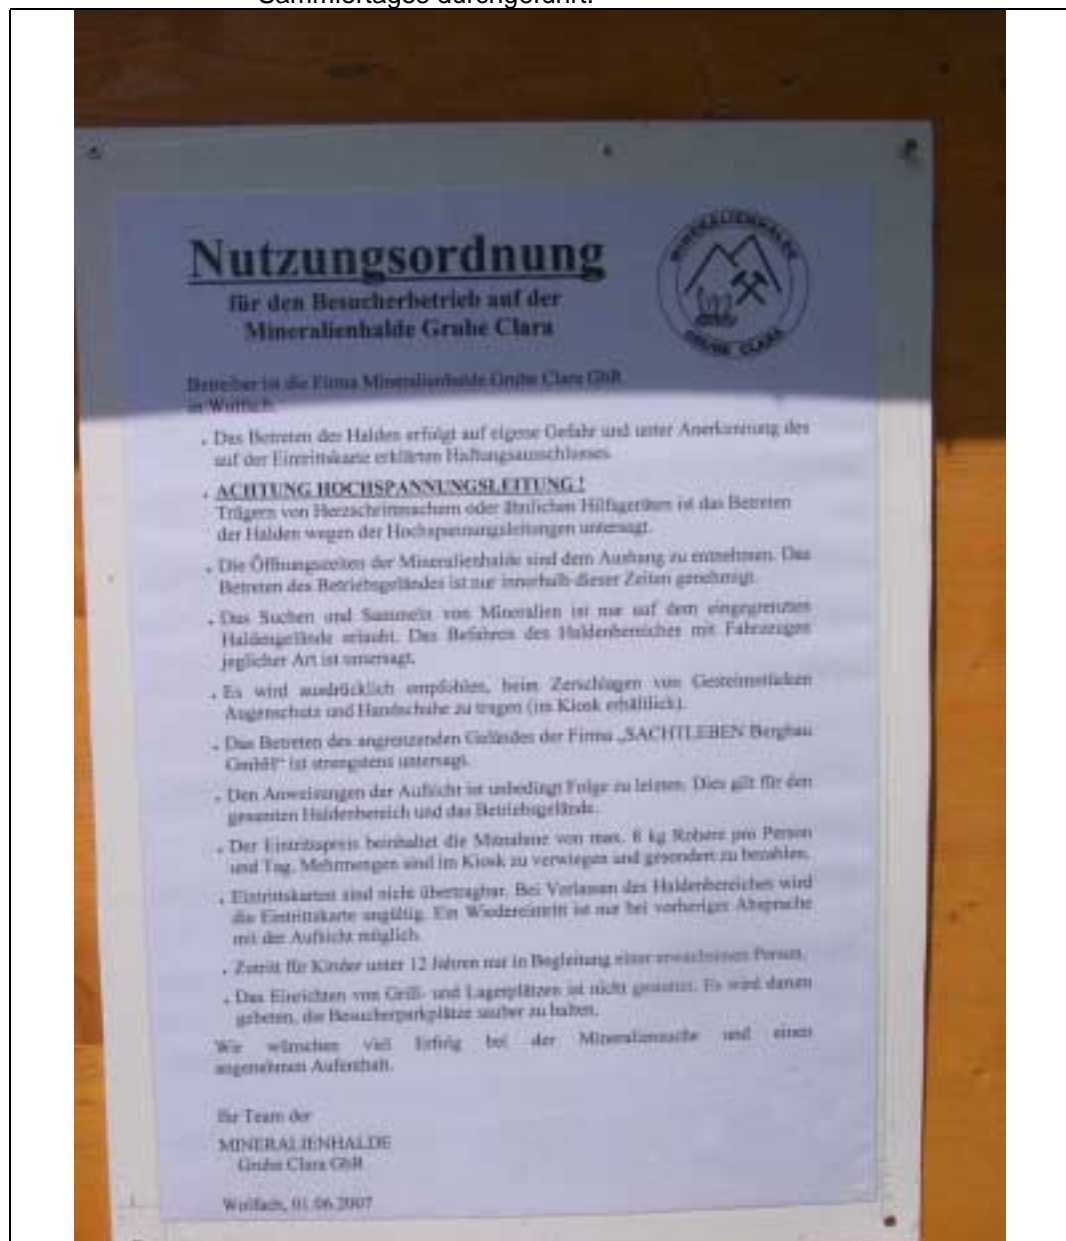 Sammlertages durchgeführt.
Nutzungsordnung
für den Besucherbetrieb auf der
Mineralienhalde Grube Clara
MINERALIENHALDE
GRUBE CLARA
Betreiber ist die Firma Mineralienhalde Grube Clara GbR
in Wolfach.
Das Betreten der Halden erfolgt auf eigene Gefahr und unter Anerkennung des
auf der Eintrittskarte erklärten Haftungsausschlusses.
ACHTUNG HOCHSPANNUNGSLEITUNG !
Trägern von Herzschrittmachern oder ähnlichen Hilfsgeräten ist das Betreten
der Halden wegen der Hochspannungsleitungen untersagt.
Die Öffnungszeiten der Mineralienhalde sind dem Aushang zu entnehmen. Das
Betreten des Betriebsgeländes ist nur innerhalb dieser Zeiten genehmigt.
Das Suchen und Sammeln von Mineralien ist nur auf dem eingegrenzten
Haldengelände erlaubt. Das Befahren des Haldenbereiches mit Fahrzeugen
jeglicher Art ist untersagt.
Es wird ausdrücklich empfohlen, beim Zerschlagen von Gesteinsstücken
Augenschutz und Handschuhe zu tragen (im Kiosk erhältlich).
Das Betreten des angrenzenden Geländes der Firma „SACHTLEBEN Bergbau
GmbH“ ist strengstens untersagt.
Den Anweisungen der Aufsicht ist unbedingt Folge zu leisten. Dies gilt für den
gesamten Haldenbereich und das Betriebsgelände.
Der Eintrittspreis beinhaltet die Mitnahme von max. 8 kg Roherz pro Person
und Tag. Mehrmengen sind im Kiosk zu verwiegen und gesondert zu bezahlen.
Eintrittskarten sind nicht übertragbar. Bei Verlassen des Haldenbereiches wird
die Eintrittskarte ungültig. Ein Wiedereintritt ist nur bei vorheriger Absprache
mit der Aufsicht möglich.
Zutritt für Kinder unter 12 Jahren nur in Begleitung einer erwachsenen Person.
Das Einrichten von Grill- und Lagerplätzen ist nicht gestattet. Es wird darum
gebeten, die Besucherparkplätze sauber zu halten.
Wir wünschen viel Erfolg bei der Mineraliensuche und einen
angenehmen Aufenthalt.
Ihr Team der
MINERALIENHALDE
Grube Clara GbR
Wolfach, 01.06.2007